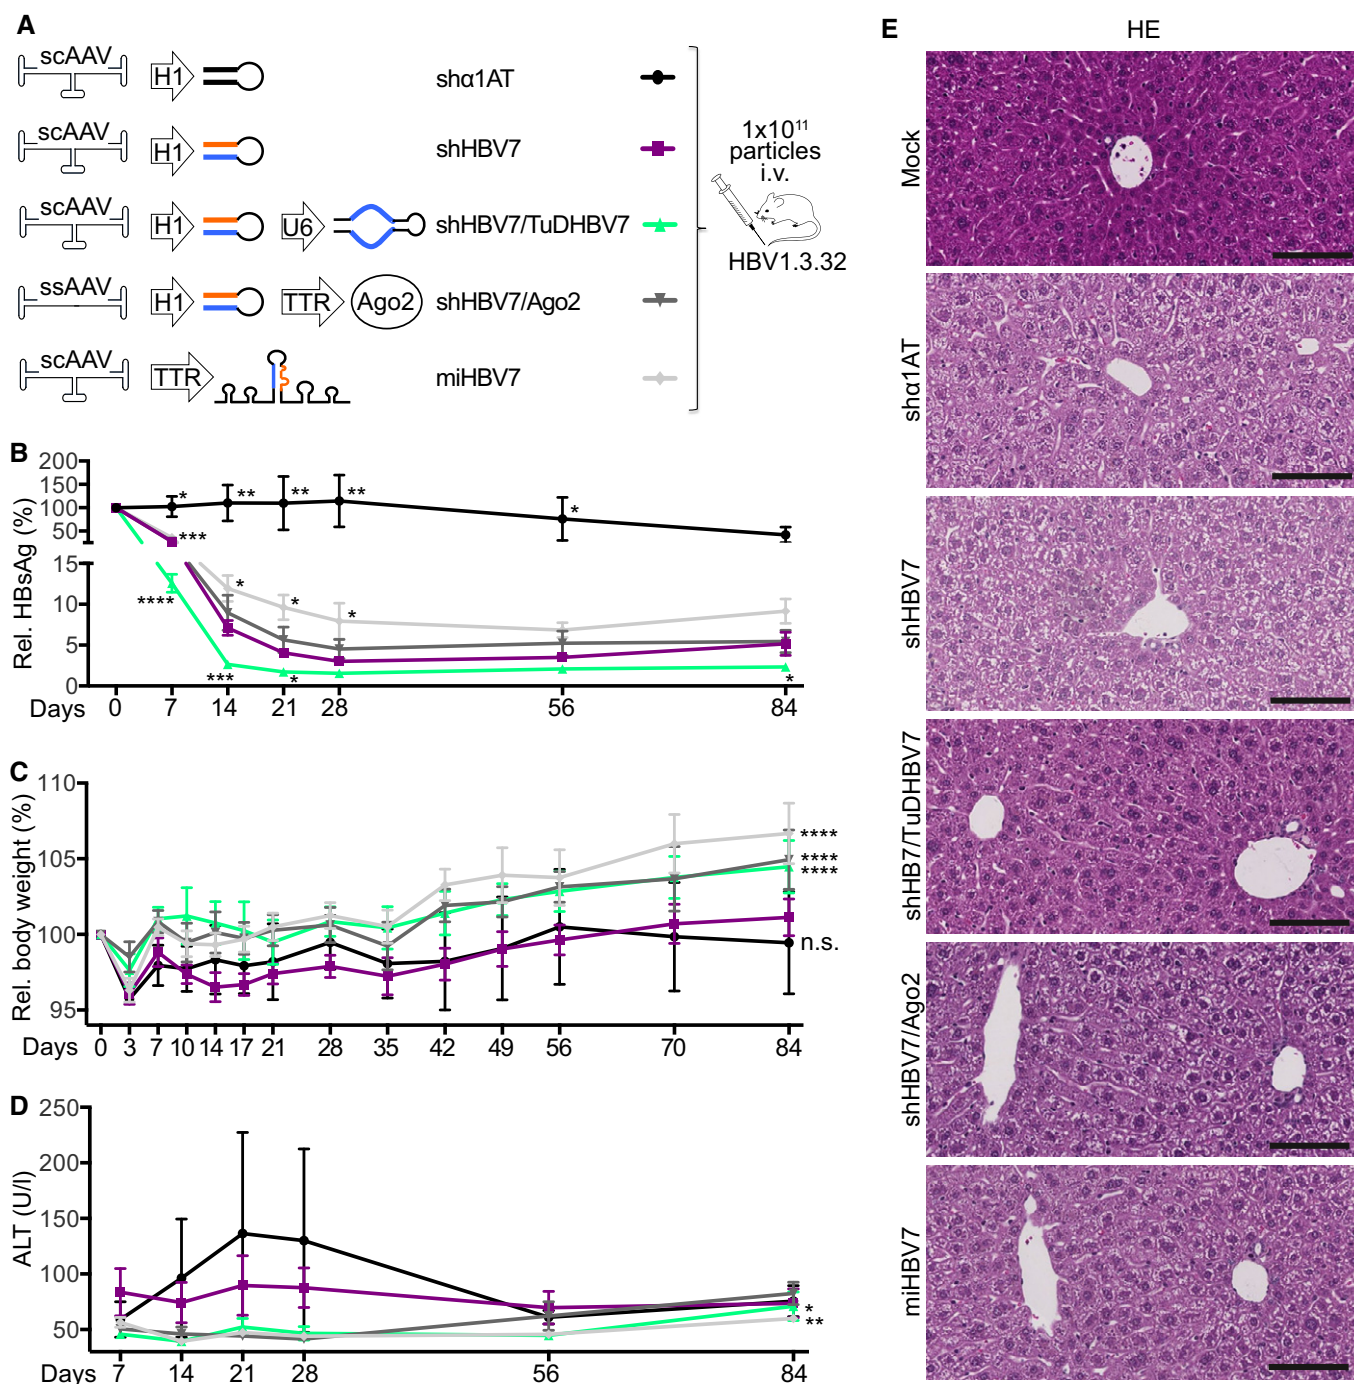 A
scAAV H1 shα1AT
scAAV H1 shHBV7
scAAV H1 U6 shHBV7/TuDHBV7
ssAAV H1 TTR Ago2 shHBV7/Ago2
scAAV TTR miHBV7
1x10¹¹
particles
i.v.
HBV1.3.32
B
Rel. HBsAg (%)
200
150
100
50
15
10
5
0
* ** ** ** *
***
* * *
****
*** * *
Days 0 7 14 21 28 56 84
C
Rel. body weight (%)
110
105
100
95
****
****
****
n.s.
Days 0 3 7 10 14 17 21 28 35 42 49 56 70 84
D
ALT (U/l)
250
200
150
100
50
*
**
Days 7 14 21 28 56 84
E
HE
Mock
shα1AT
shHBV7
shHB7/TuDHBV7
shHBV7/Ago2
miHBV7